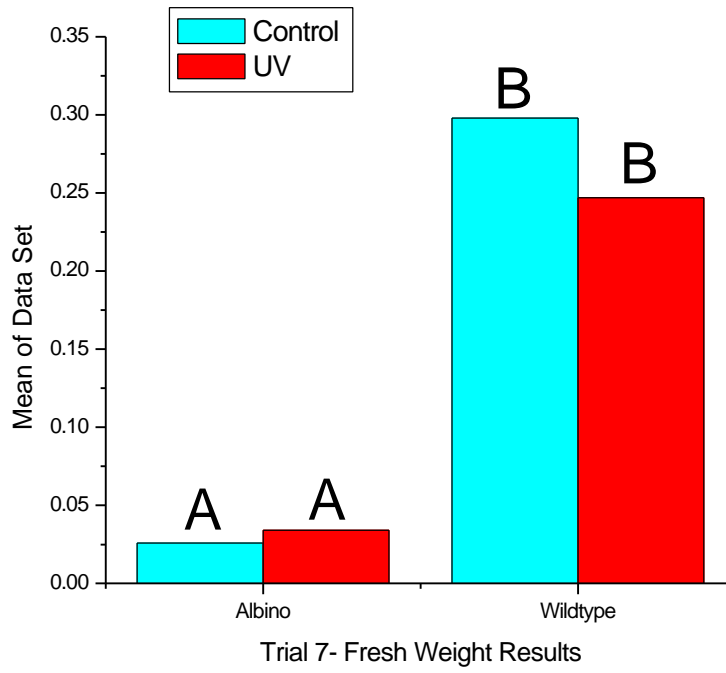 Control
UV
0.35
0.30
0.25
0.20
0.15
0.10
0.05
0.00
Mean of Data Set
A
A
B
B
Albino
Wildtype
Trial 7- Fresh Weight Results